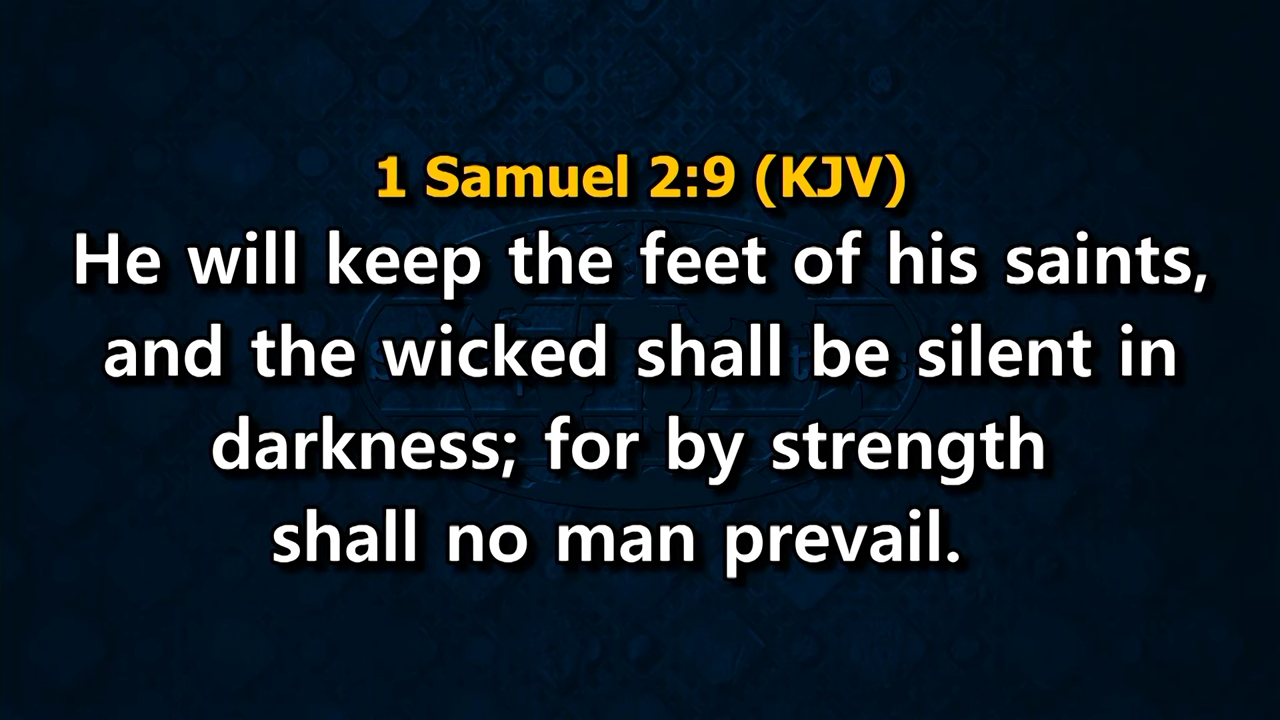 1 Samuel 2:9 (KJV)
He will keep the feet of his saints,
and the wicked shall be silent in
darkness; for by strength
shall no man prevail.